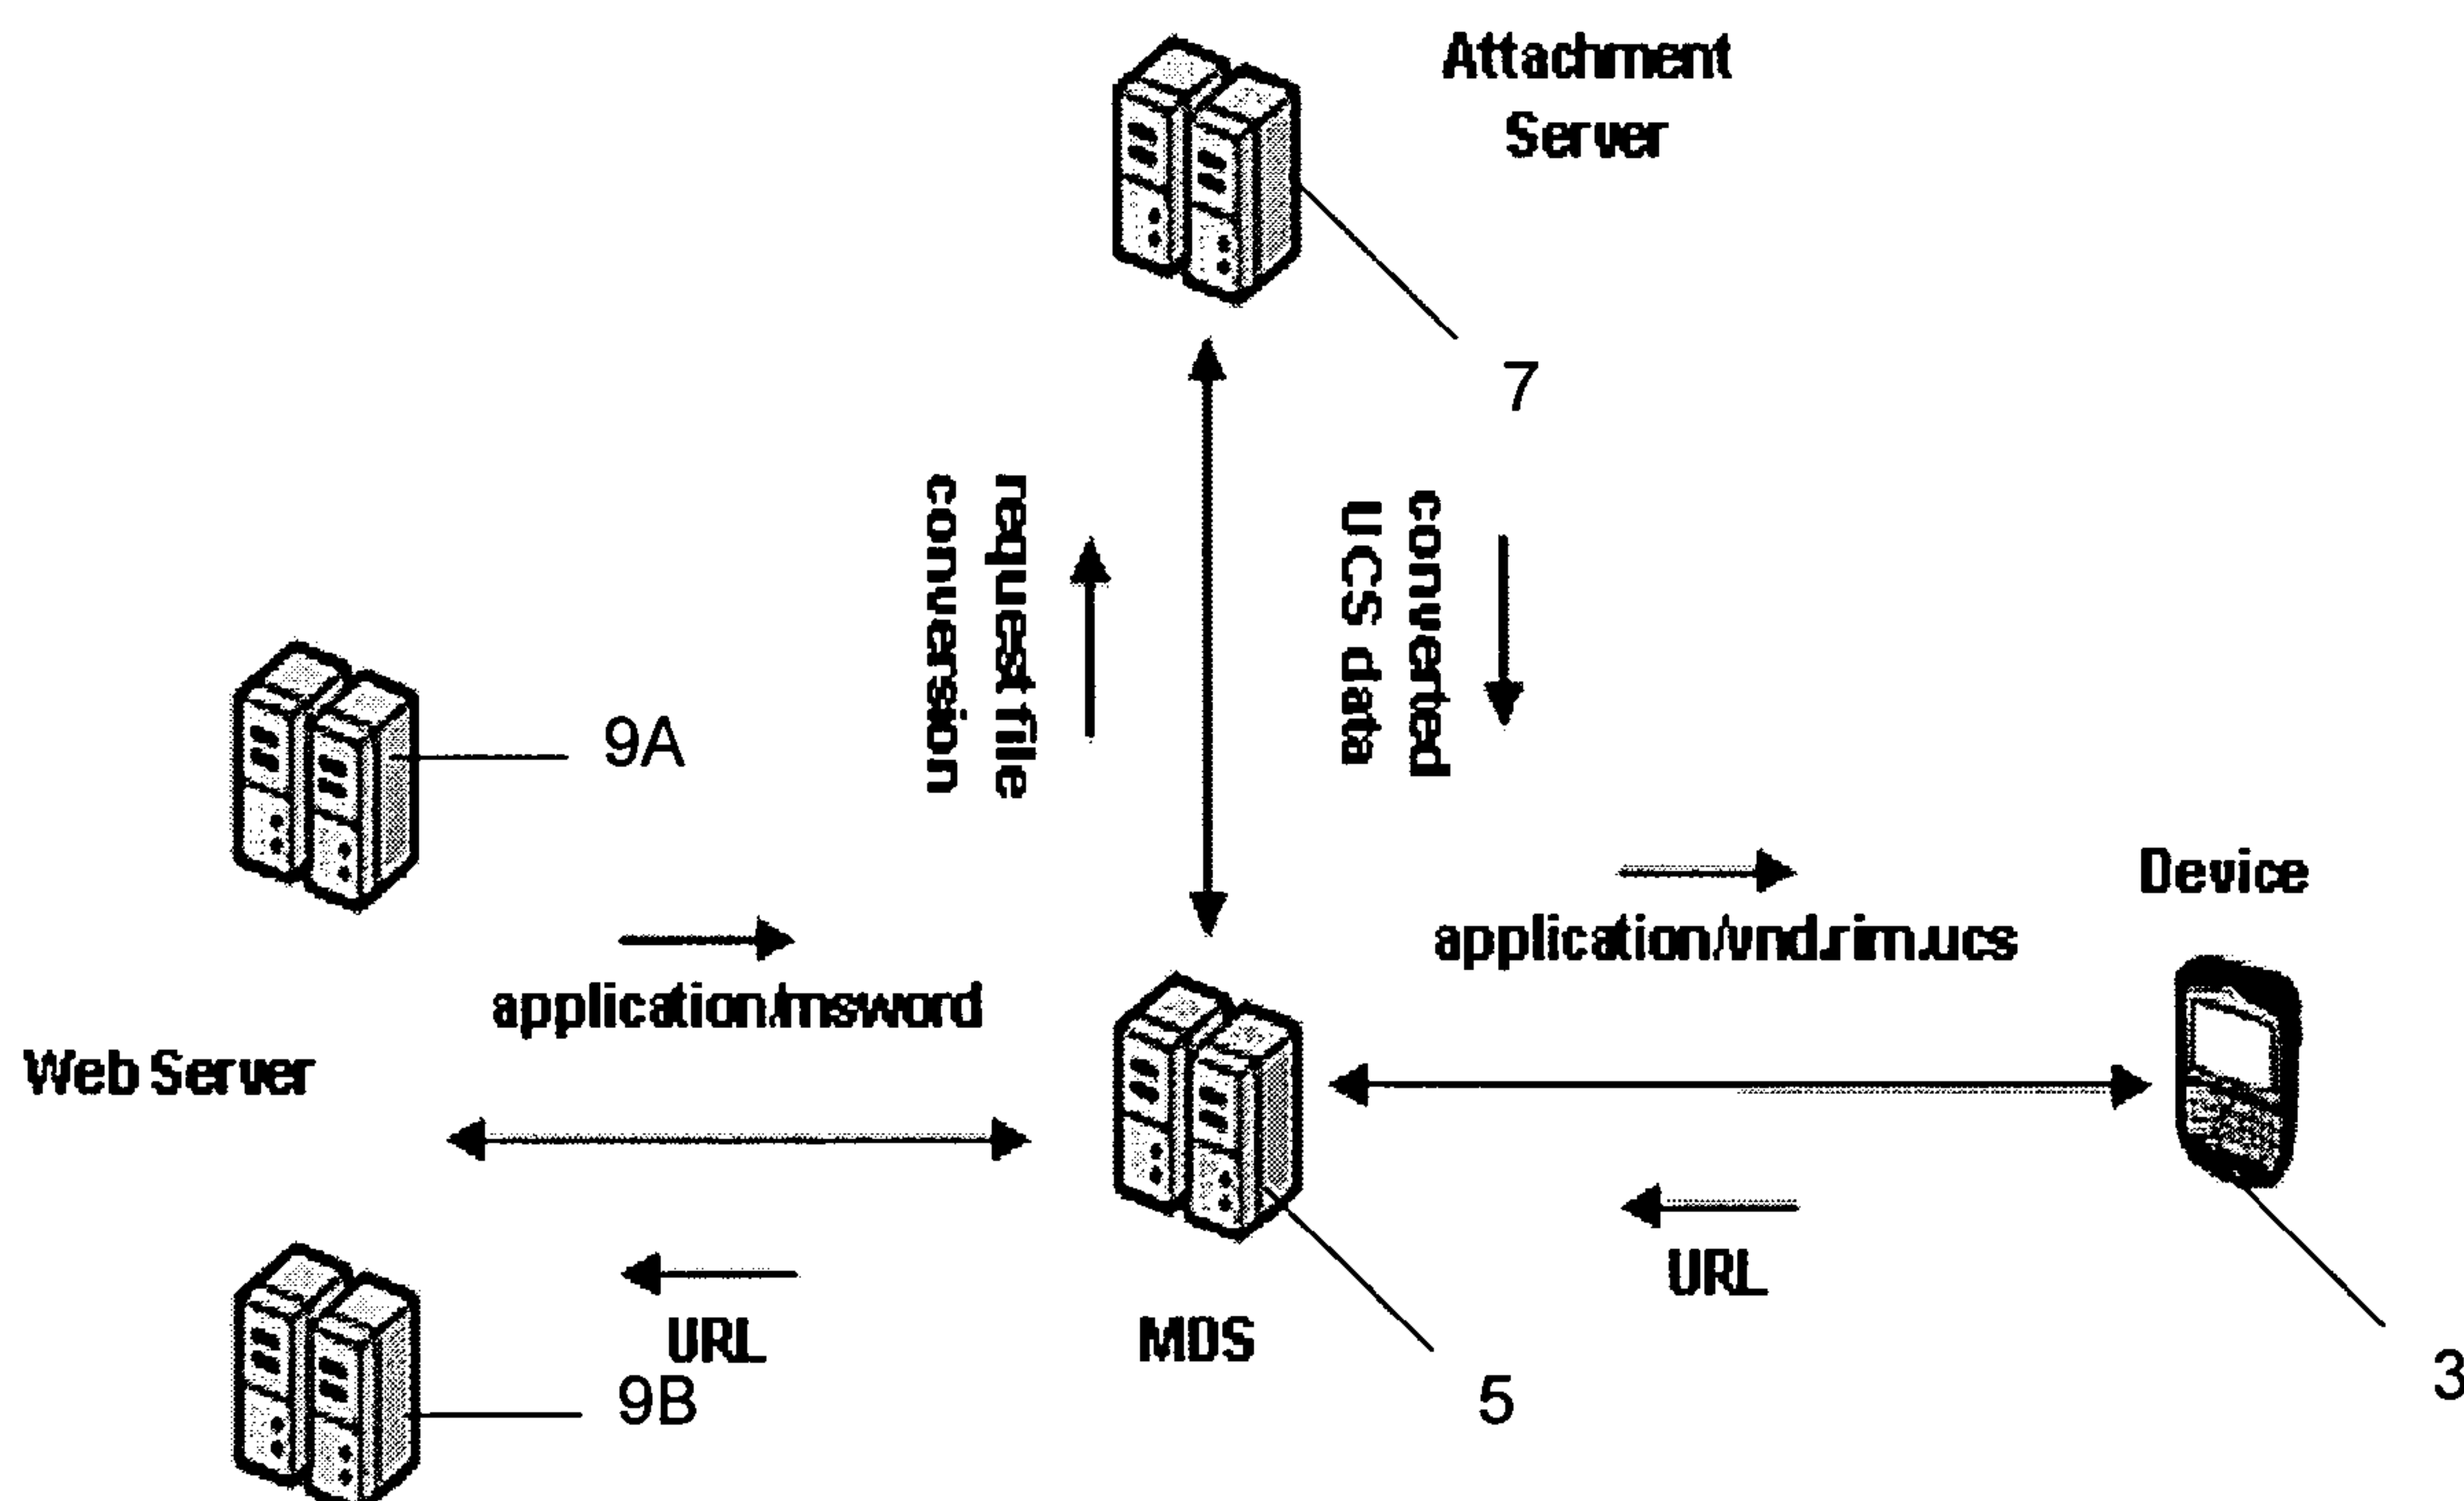 Attachment
Server
7
request file
conversion
converted
UCS data
9A
Device
application/vnd.rim.ucs
application/msword
Web Server
URL
URL
MDS
9B
5
3